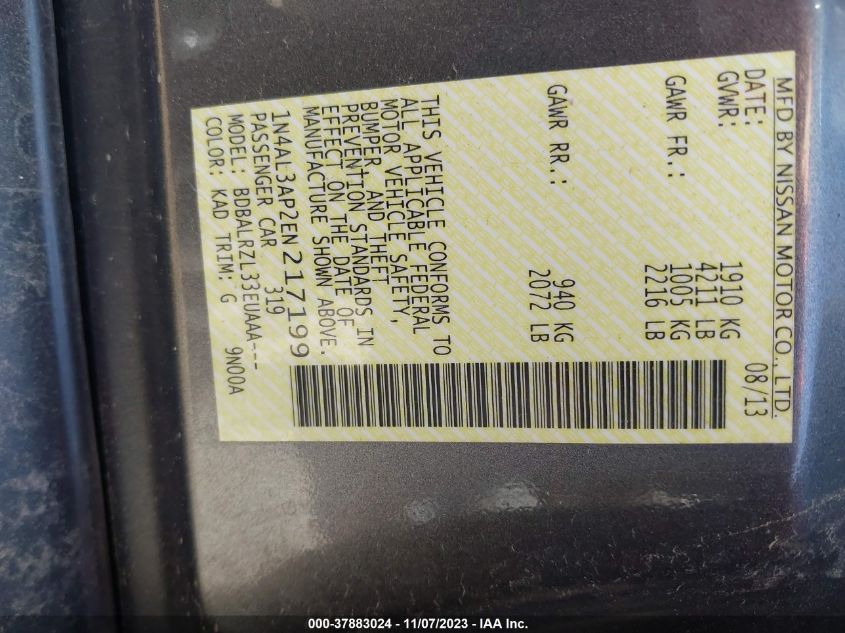 MFD BY NISSAN MOTOR CO., LTD.
DATE: 08/13
GVWR: 1910 KG
4211 LB
GAWR FR.: 1005 KG
2216 LB
GAWR RR.: 940 KG
2072 LB
THIS VEHICLE CONFORMS TO
ALL APPLICABLE FEDERAL
MOTOR VEHICLE SAFETY,
BUMPER AND THEFT
PREVENTION STANDARDS IN
EFFECT ON THE DATE OF
MANUFACTURE SHOWN ABOVE.
1N4AL3AP2EN217199
PASSENGER CAR 319
MODEL: BDBALRZL33EUAAA---
COLOR: KAD TRIM: G 9N00A
000-37883024 - 11/07/2023 - IAA Inc.